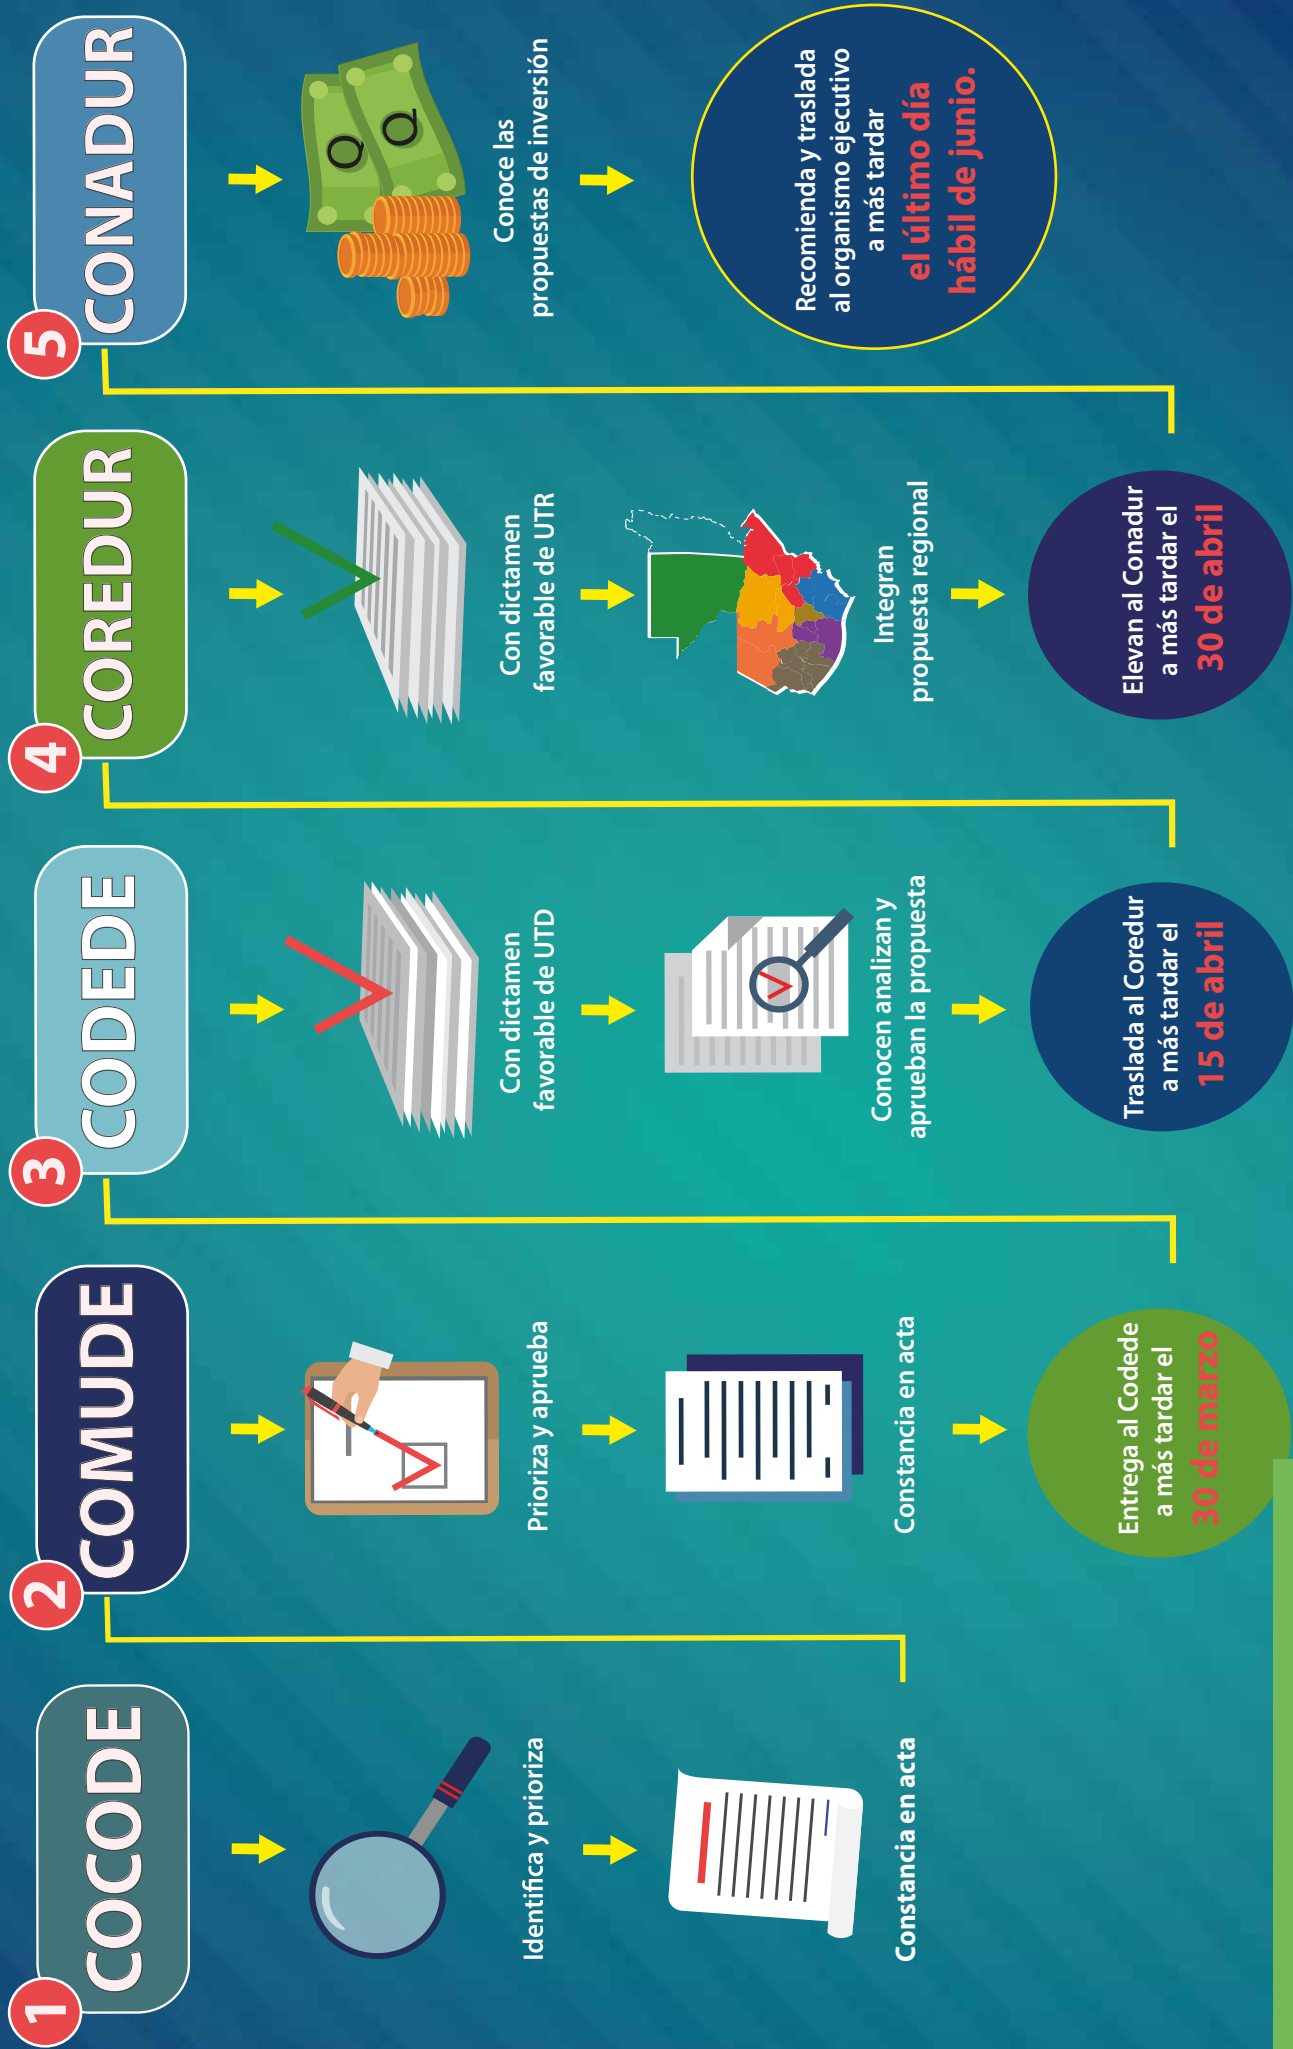 1
COCODE
Identifica y prioriza
Constancia en acta
2
COMUDE
Prioriza y aprueba
Constancia en acta
Entrega al Codede
a más tardar el
30 de marzo
3
CODEDE
Con dictamen
favorable de UTD
Conocen analizan y
aprueban la propuesta
Traslada al Coredur
a más tardar el
15 de abril
4
COREDUR
Con dictamen
favorable de UTR
Integran
propuesta regional
Elevan al Conadur
a más tardar el
30 de abril
5
CONADUR
Q
Q
Conoce las
propuestas de inversión
Recomienda y traslada
al organismo ejecutivo
a más tardar
el último día
hábil de junio.